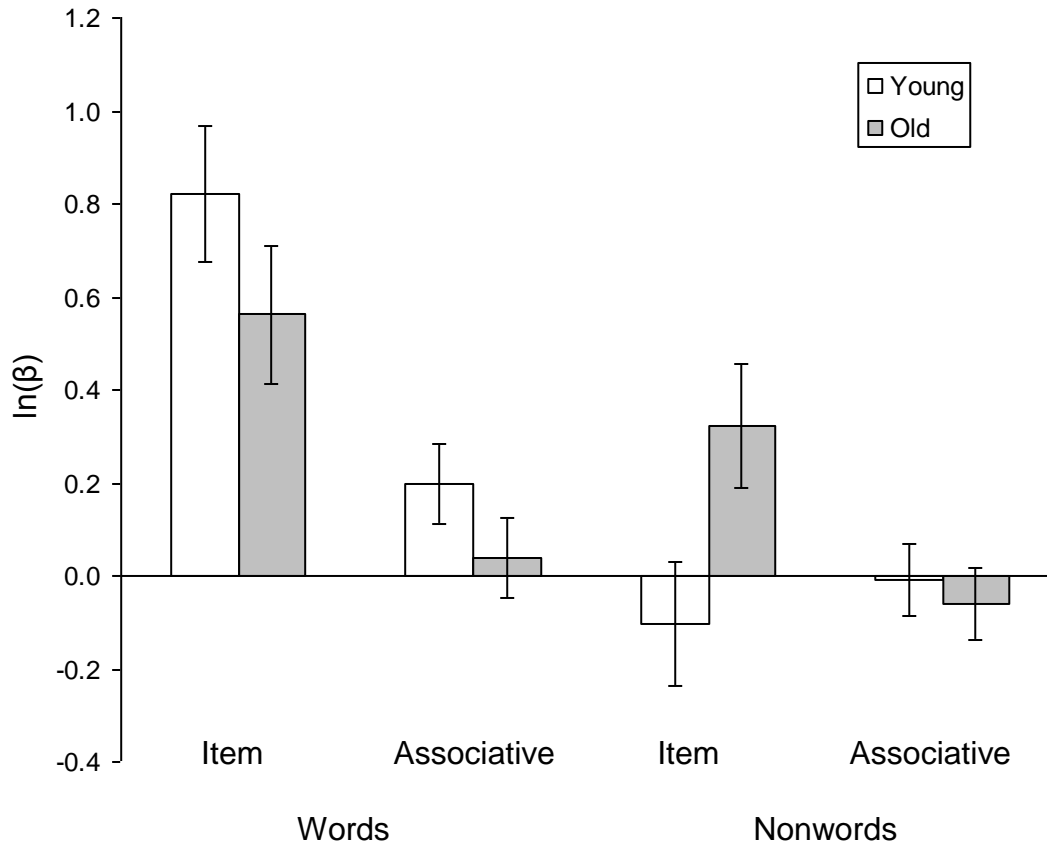 1.2
1.0
0.8
0.6
0.4
0.2
0.0
-0.2
-0.4
ln(β)
Young
Old
Item Associative Item Associative
Words Nonwords